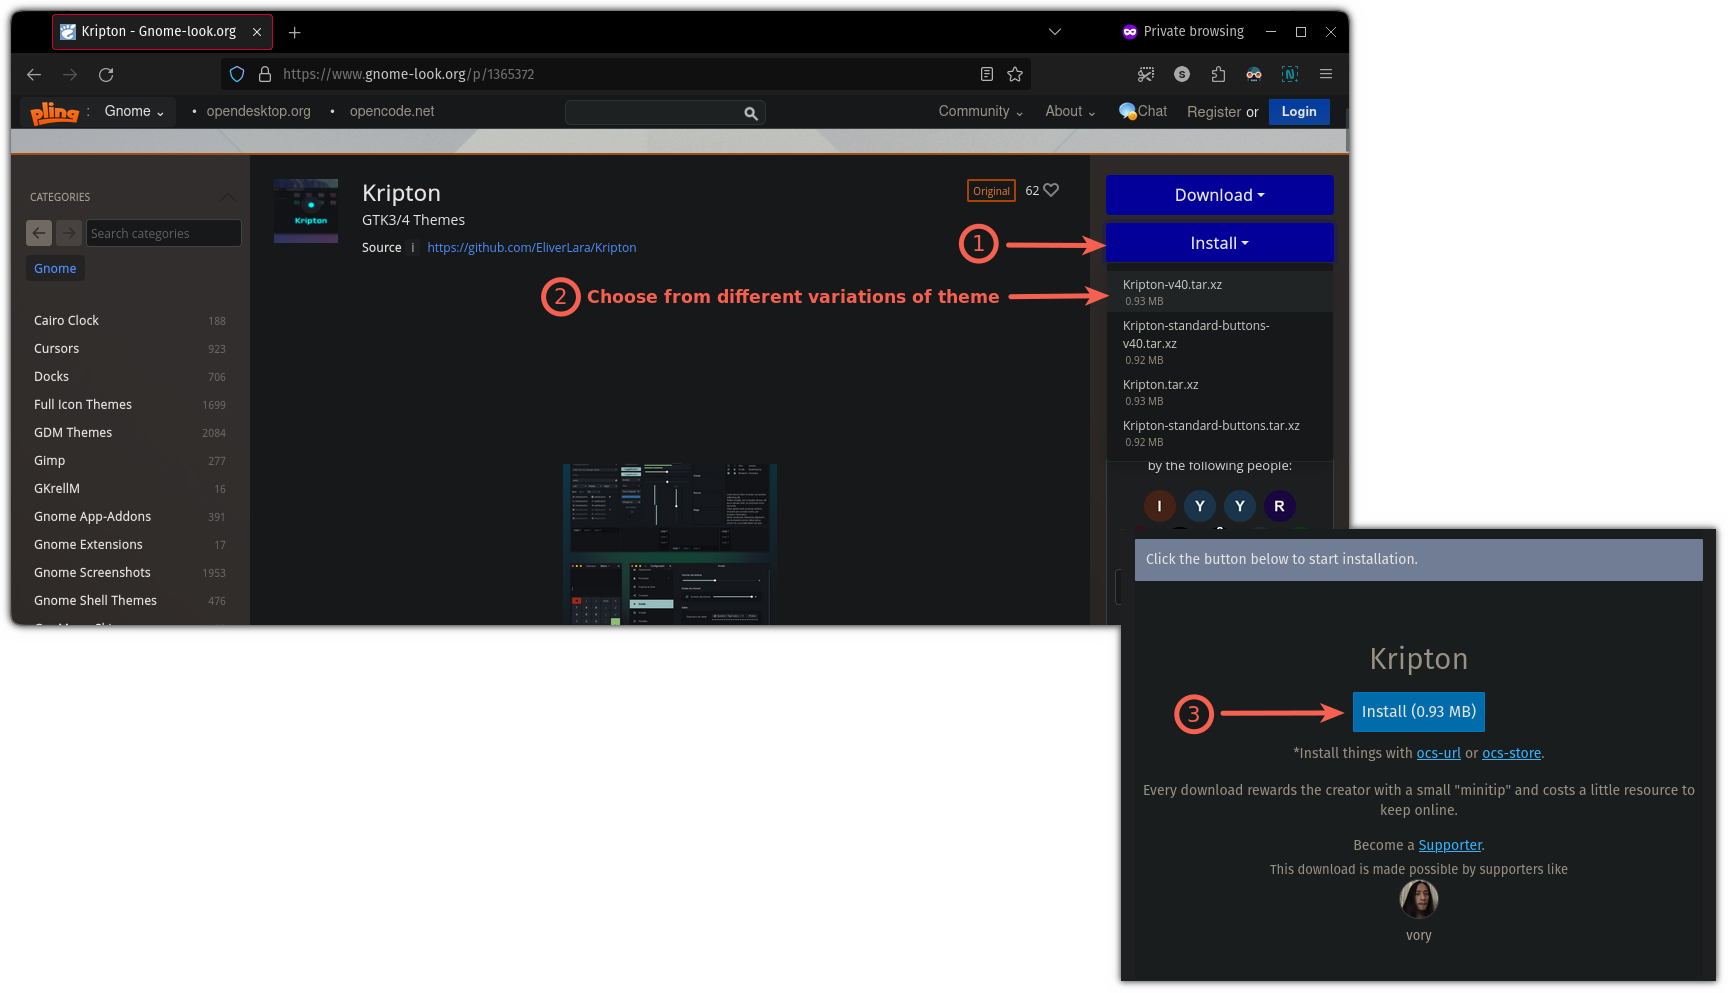 Kripton - Gnome-look.org
Private browsing
https://www.gnome-look.org/p/1365372
S
N
pling : Gnome
• opendesktop.org • opencode.net
Community About Chat Register or Login
CATEGORIES
Search categories
Gnome
Cairo Clock 188
Cursors 923
Docks 706
Full Icon Themes 1699
GDM Themes 2084
Gimp 277
GKrellM 16
Gnome App-Addons 391
Gnome Extensions 17
Gnome Screenshots 1953
Gnome Shell Themes 476
Kripton
Kripton
GTK3/4 Themes
Source i https://github.com/EliverLara/Kripton
Original 62
Download
1 Install
2 Choose from different variations of theme
Kripton-v40.tar.xz
0.93 MB
Kripton-standard-buttons-
v40.tar.xz
0.92 MB
Kripton.tar.xz
0.93 MB
Kripton-standard-buttons.tar.xz
0.92 MB
by the following people:
I Y Y R
Click the button below to start installation.
Kripton
3 Install (0.93 MB)
*Install things with ocs-url or ocs-store.
Every download rewards the creator with a small "minitip" and costs a little resource to
keep online.
Become a Supporter.
This download is made possible by supporters like
vory